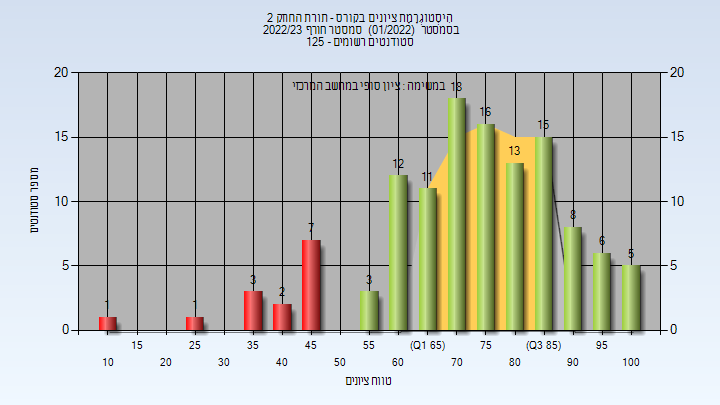 היסטוגרמת ציונים בקורס - תורת החוזק 2
בסמסטר (01/2022) סמסטר חורף 2022/23
סטודנטים רשומים - 125
במשימה : ציון סופי במחשב המרכזי
מספר סטודנטים
20 20
15 15
10 10
5 5
0 0
1 1 3 2 7 3 12 11 18 16 13 15 8 6 5
15 25 35 45 55 (Q1 65) 75 (Q3 85) 95
10 20 30 40 50 60 70 80 90 100
טווח ציונים